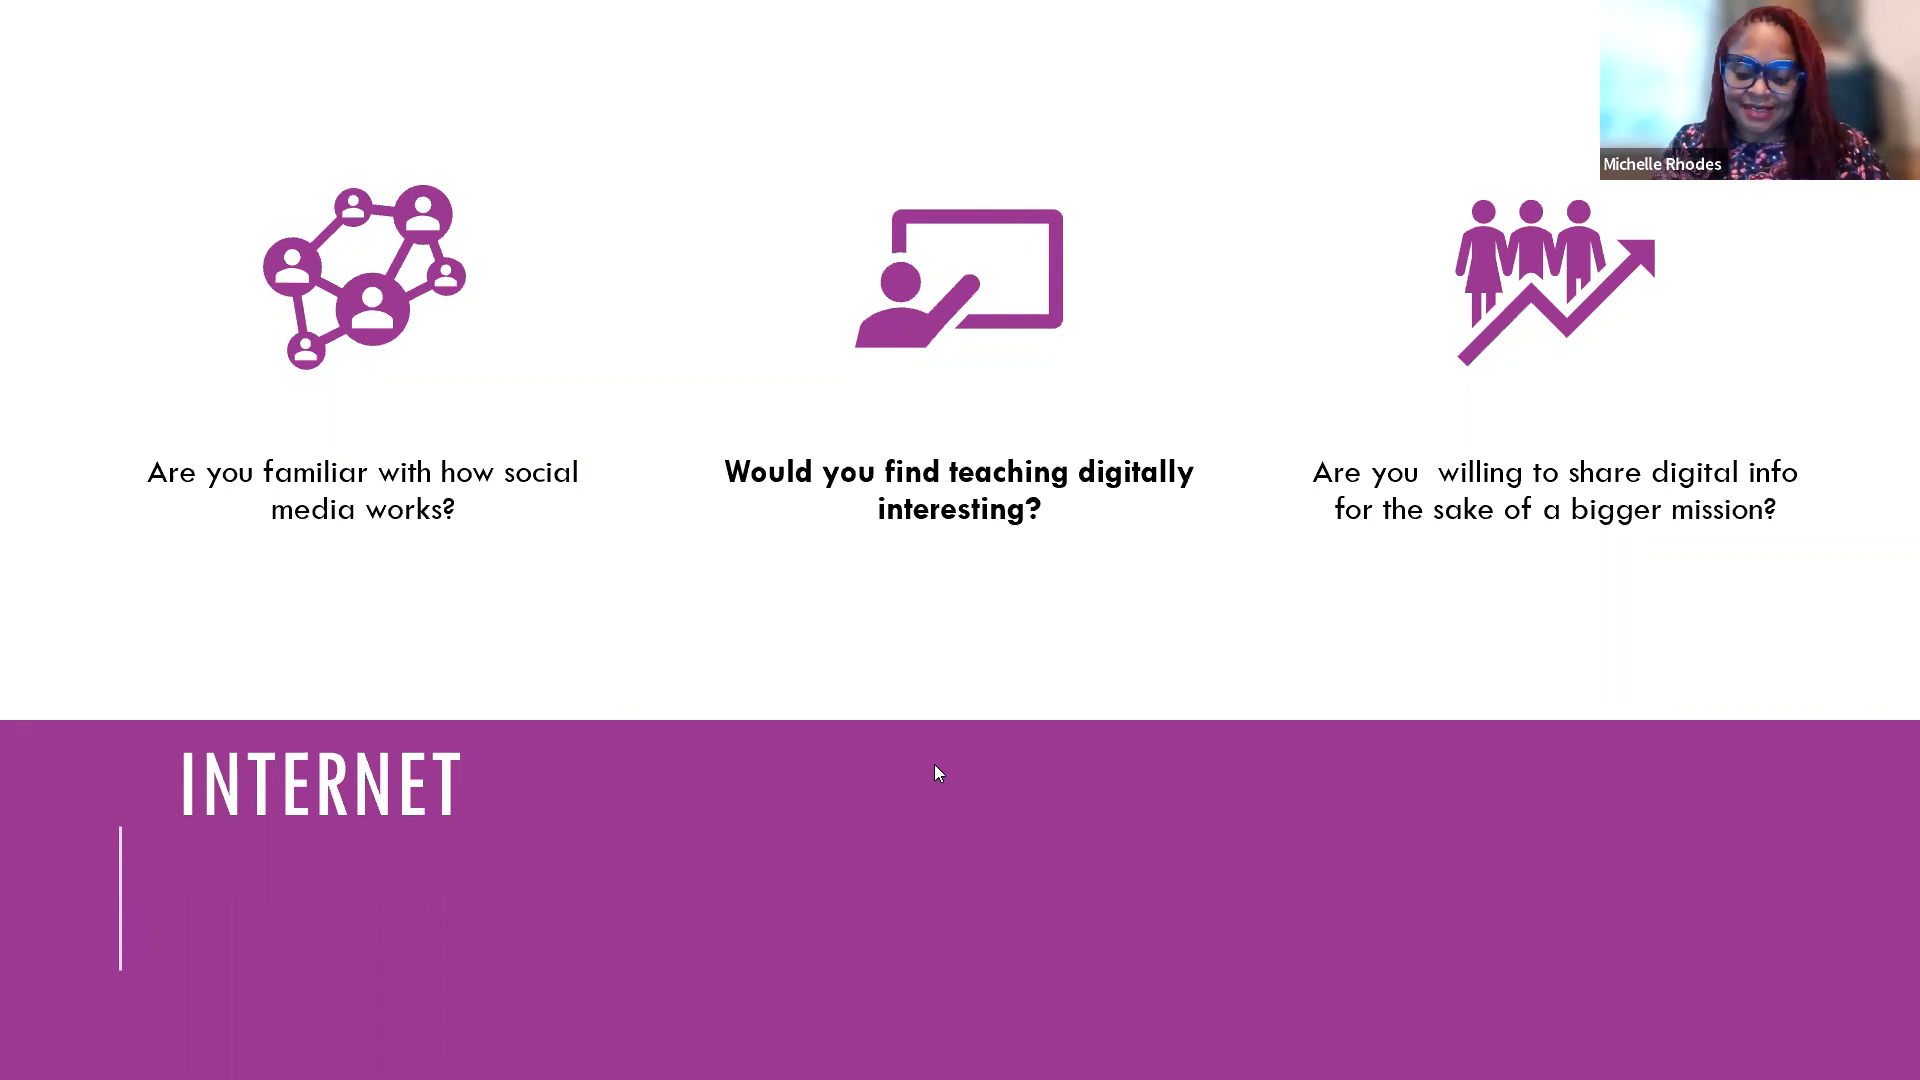 Michelle Rhodes
Are you familiar with how social
media works?
Would you find teaching digitally
interesting?
Are you  willing to share digital info
for the sake of a bigger mission?
INTERNET